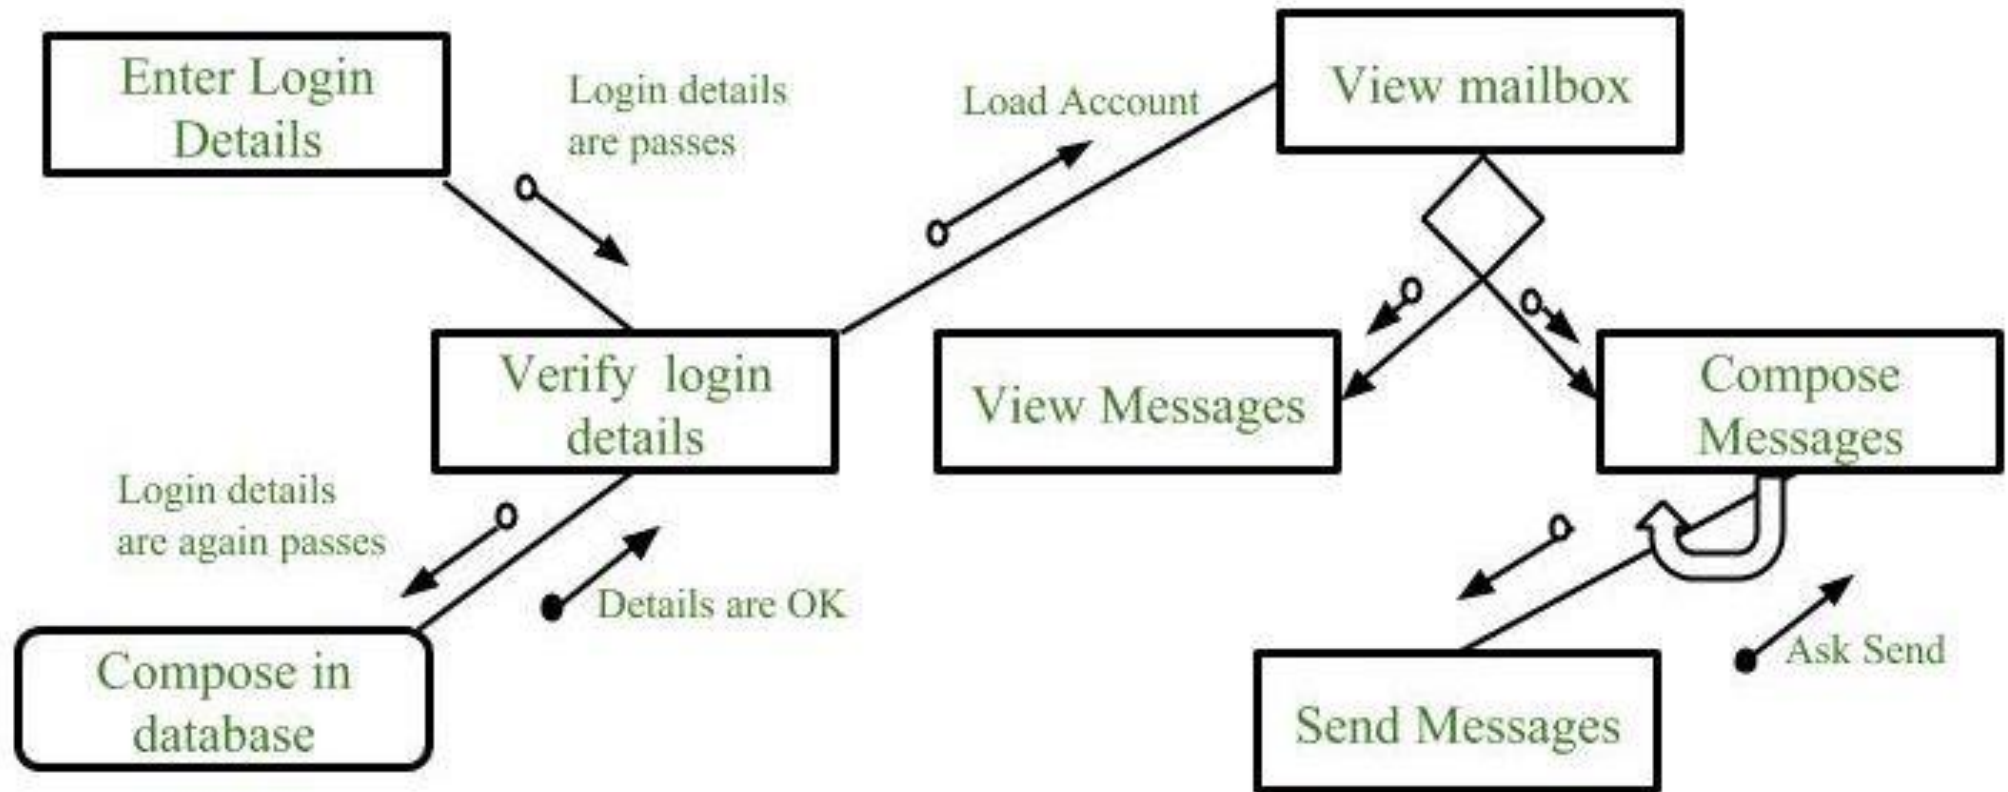 Enter Login
Details
Login details
are passes
Load Account
View mailbox
Verify login
details
View Messages
Compose
Messages
Login details
are again passes
Details are OK
Ask Send
Compose in
database
Send Messages